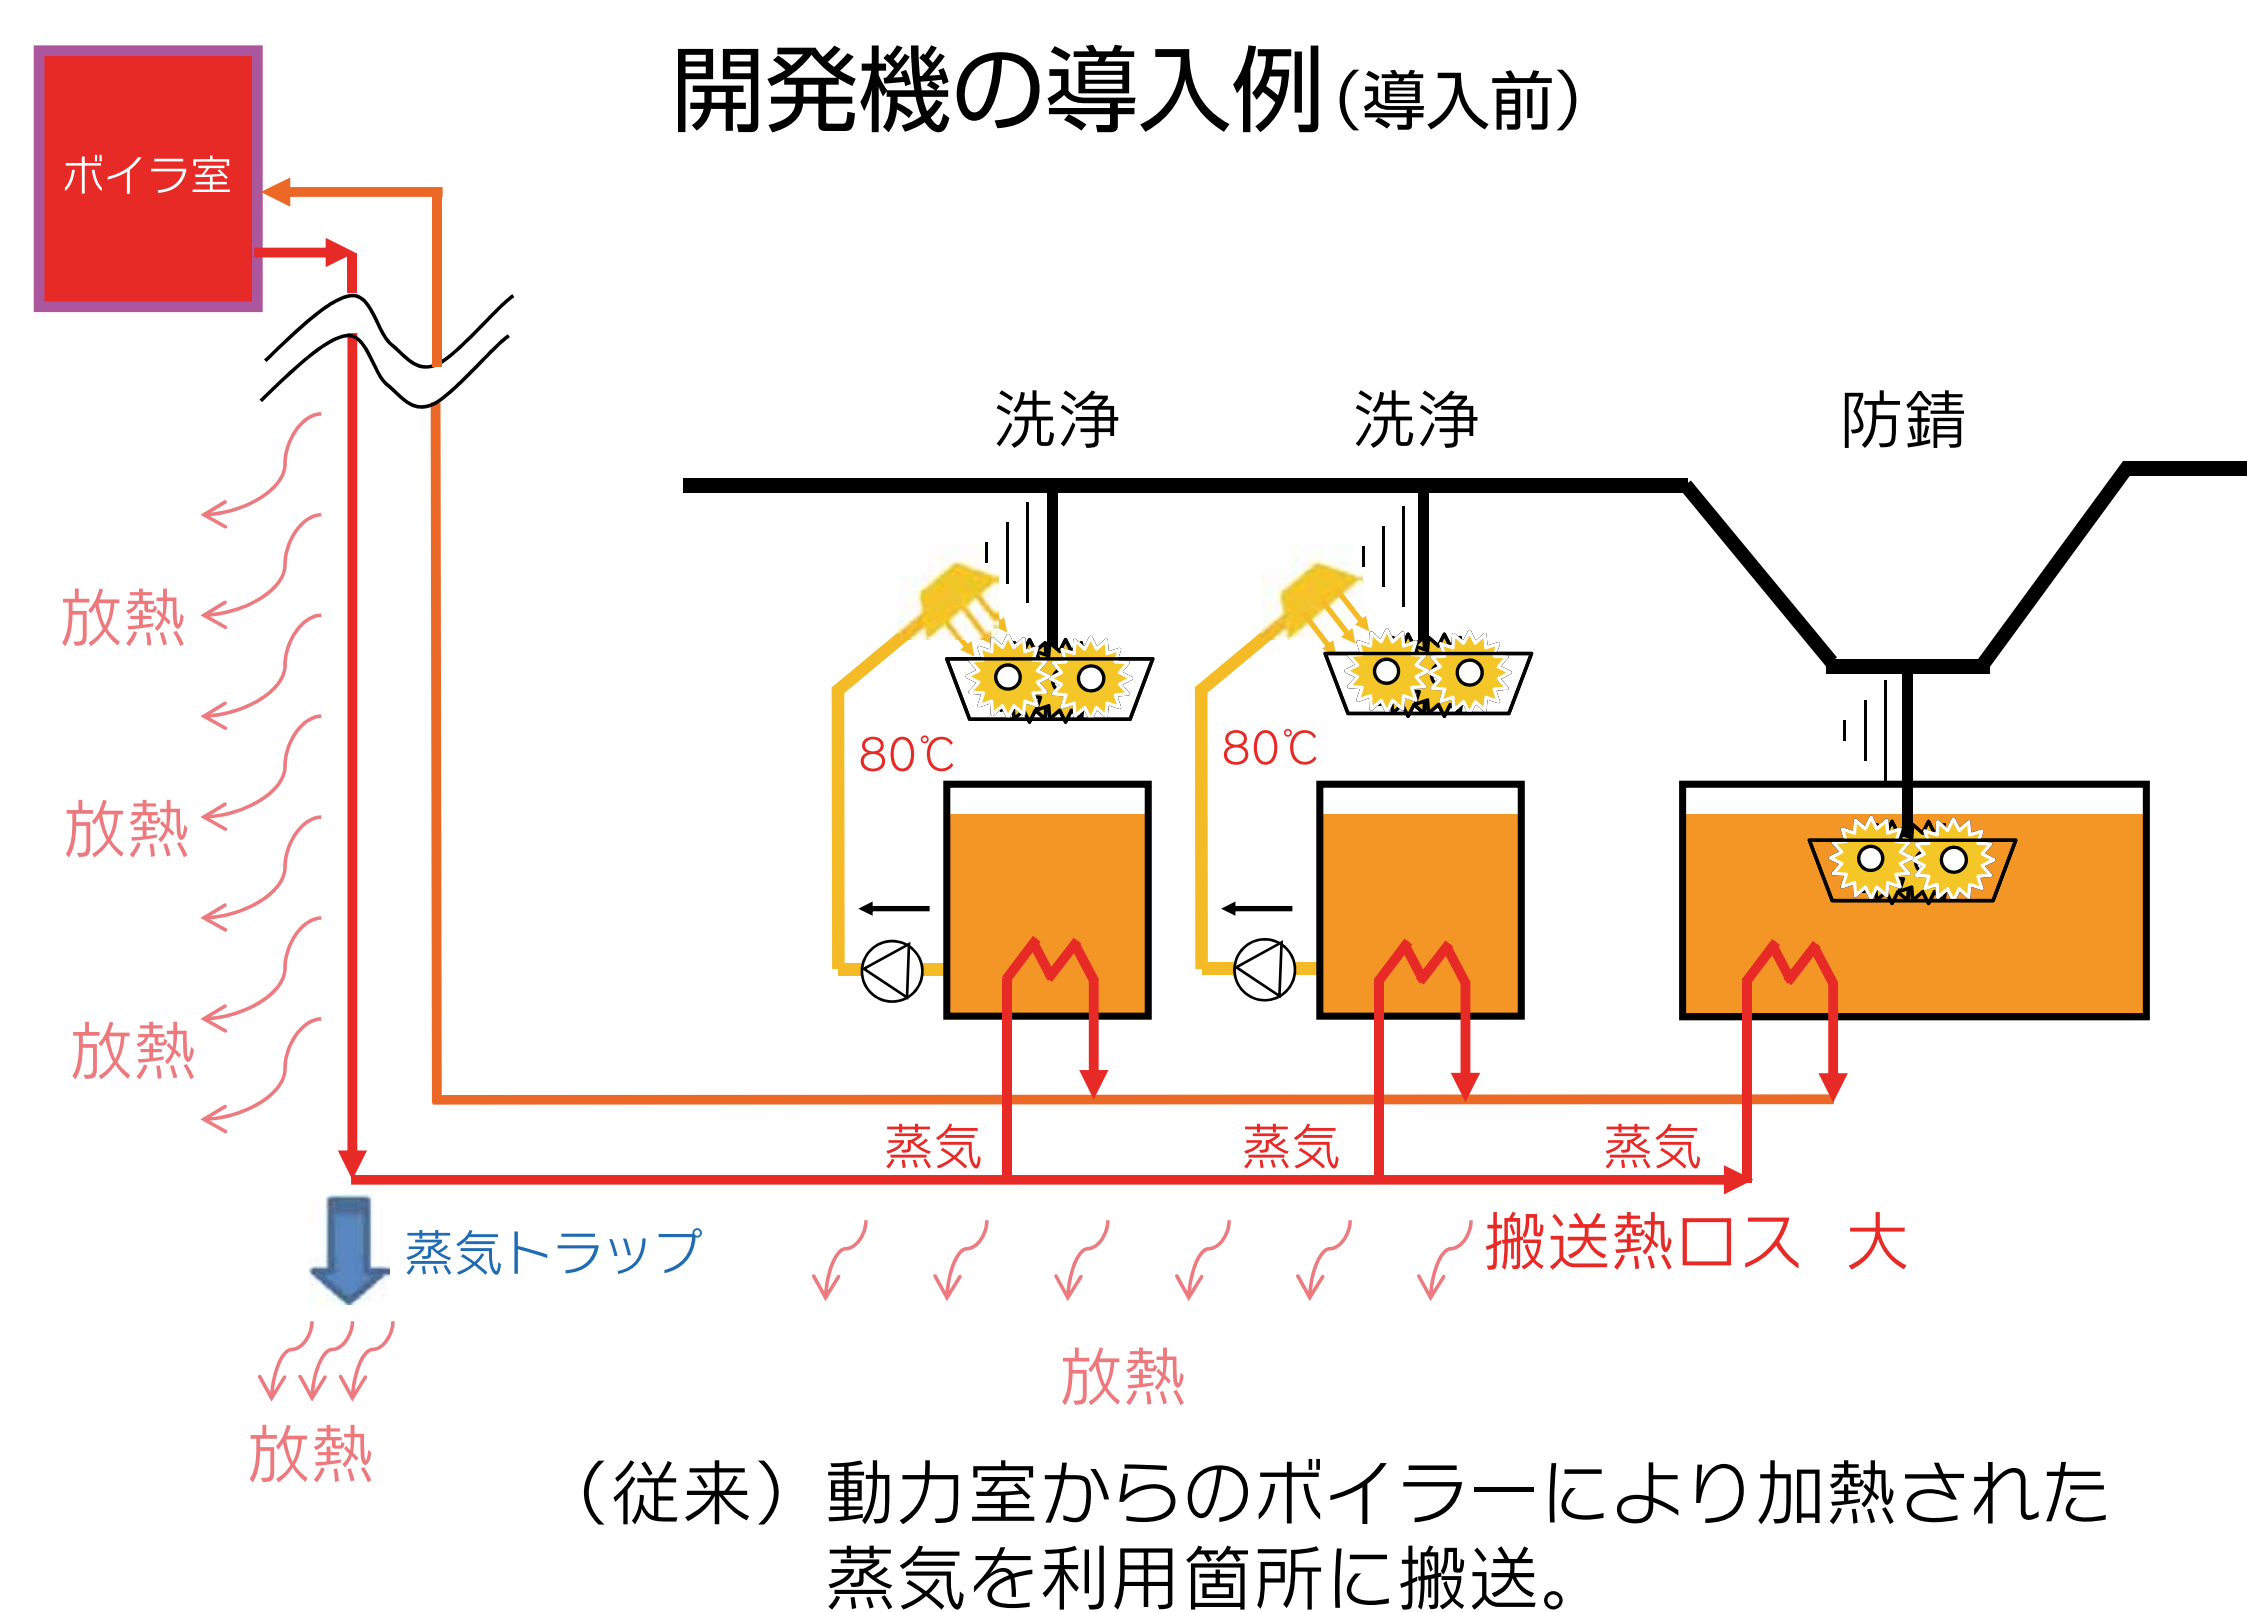 開発機の導入例(導入前)
ボイラ室
洗浄
洗浄
防錆
放熱
80℃
80℃
放熱
放熱
蒸気
蒸気
蒸気
蒸気トラップ
搬送熱ロス 大
放熱
放熱
（従来）動力室からのボイラーにより加熱された
蒸気を利用箇所に搬送。